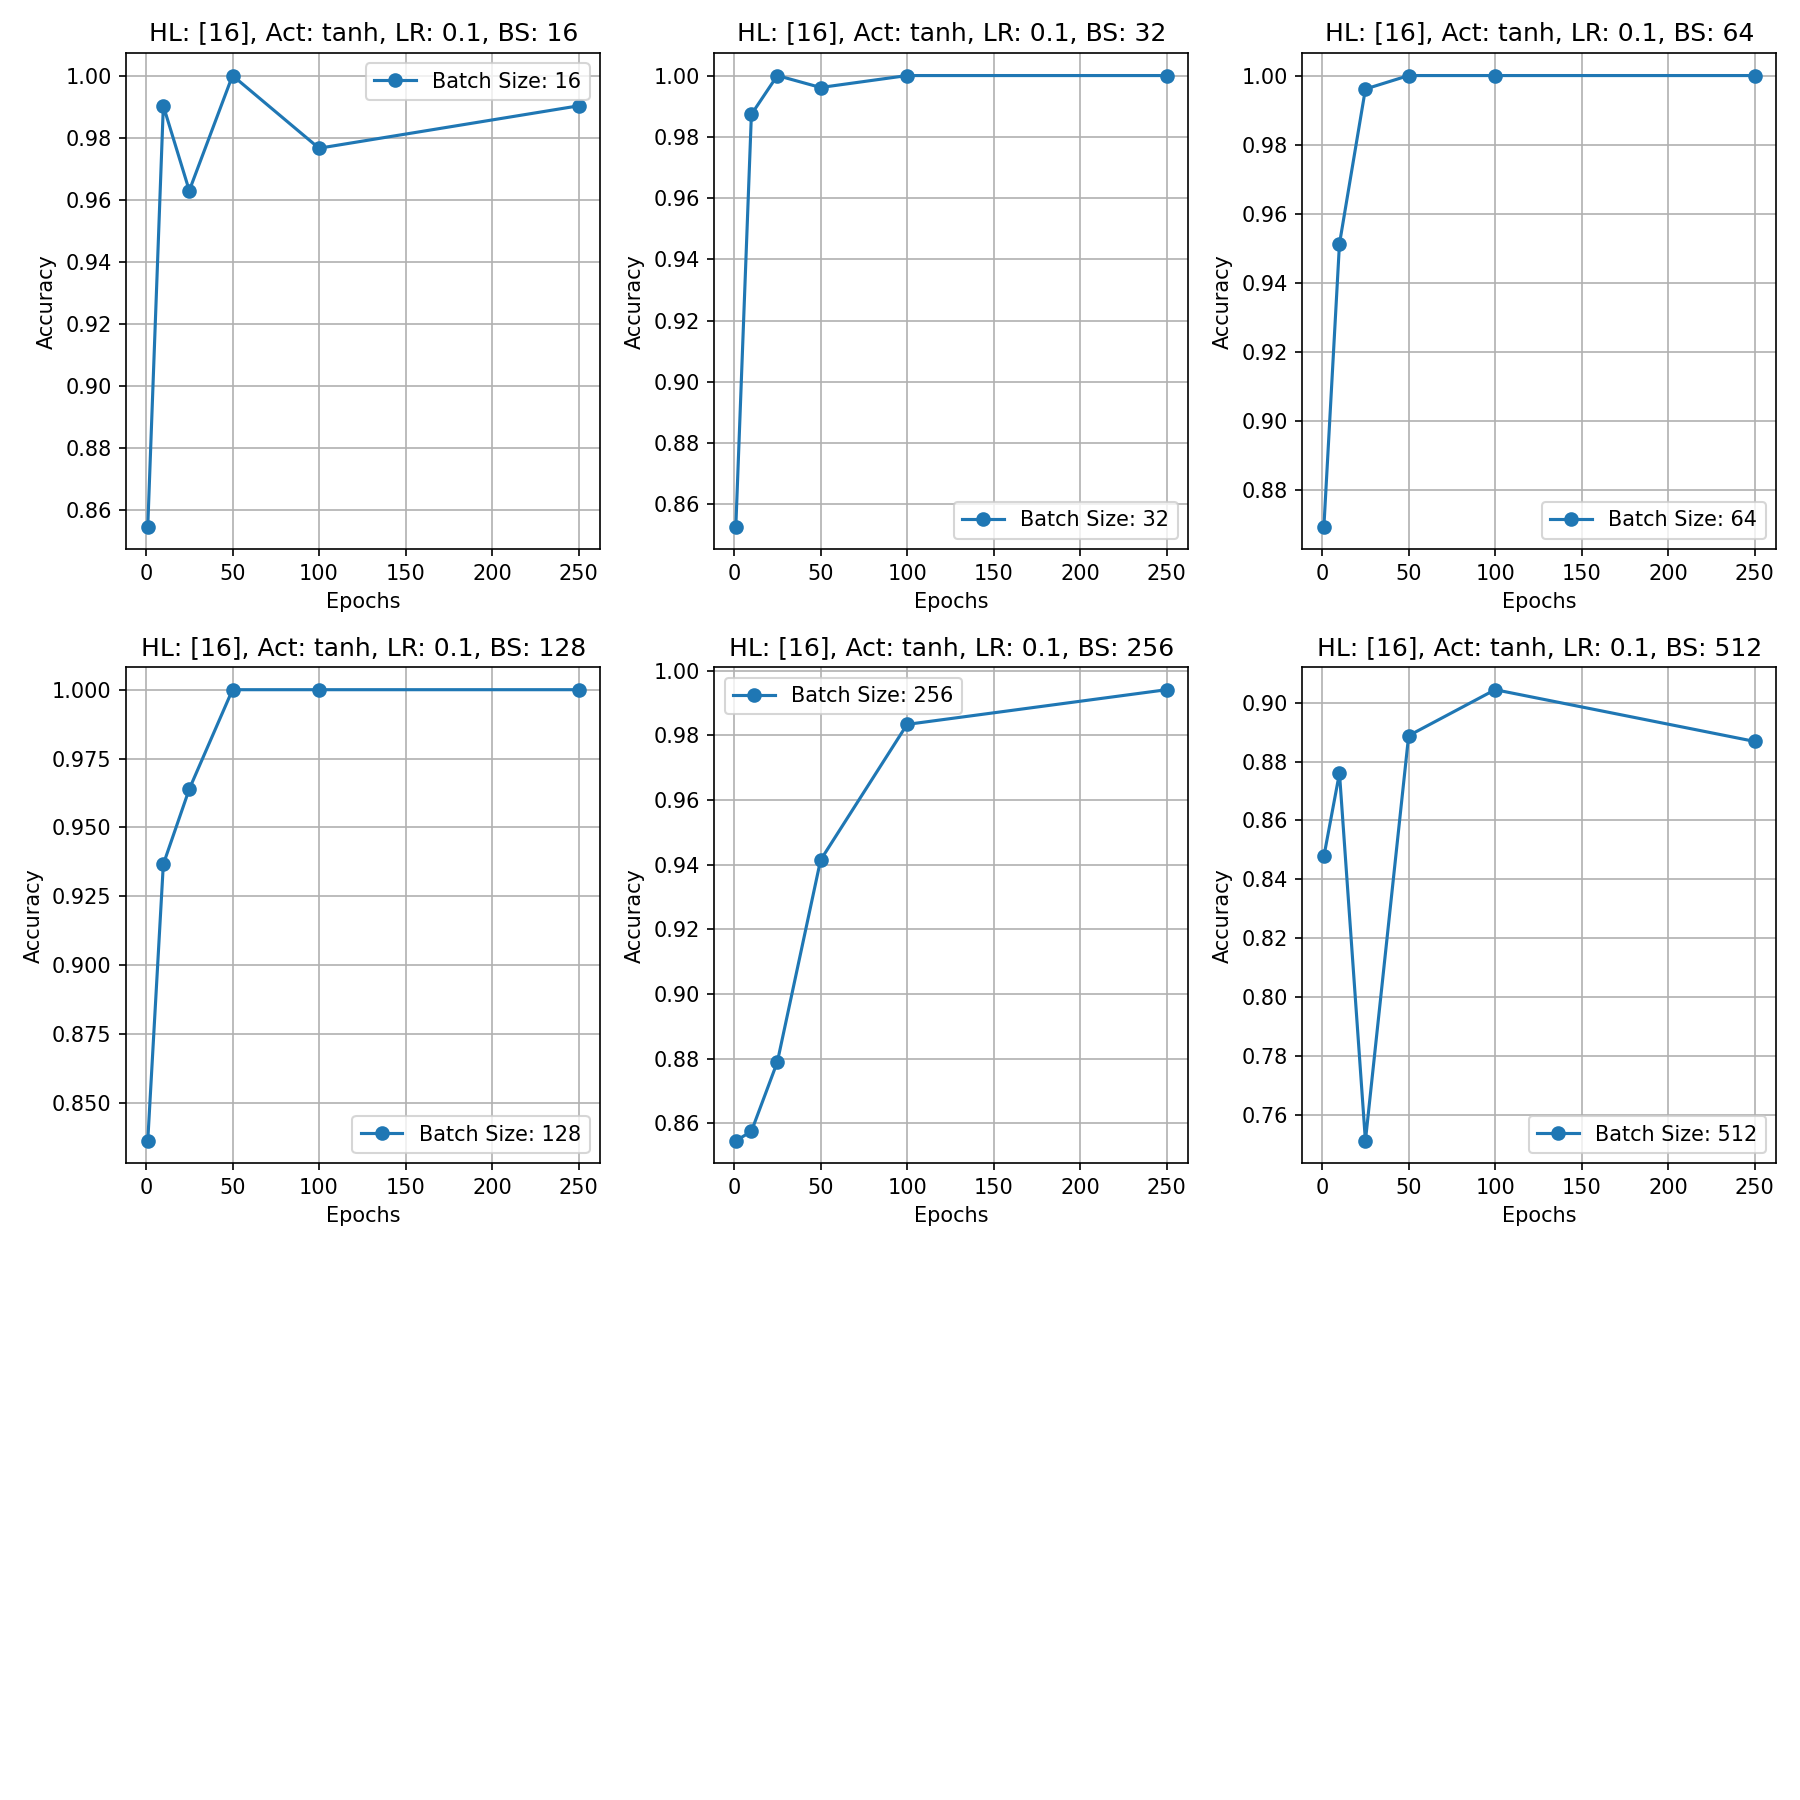 HL: [16], Act: tanh, LR: 0.1, BS: 16
Batch Size: 16
1.00
0.98
0.96
0.94
0.92
0.90
0.88
0.86
Accuracy
0 50 100 150 200 250
Epochs
HL: [16], Act: tanh, LR: 0.1, BS: 32
1.00
0.98
0.96
0.94
0.92
0.90
0.88
0.86
Accuracy
Batch Size: 32
0 50 100 150 200 250
Epochs
HL: [16], Act: tanh, LR: 0.1, BS: 64
1.00
0.98
0.96
0.94
0.92
0.90
0.88
Accuracy
Batch Size: 64
0 50 100 150 200 250
Epochs
HL: [16], Act: tanh, LR: 0.1, BS: 128
1.000
0.975
0.950
0.925
0.900
0.875
0.850
Accuracy
Batch Size: 128
0 50 100 150 200 250
Epochs
HL: [16], Act: tanh, LR: 0.1, BS: 256
Batch Size: 256
1.00
0.98
0.96
0.94
0.92
0.90
0.88
0.86
Accuracy
0 50 100 150 200 250
Epochs
HL: [16], Act: tanh, LR: 0.1, BS: 512
0.90
0.88
0.86
0.84
0.82
0.80
0.78
0.76
Accuracy
Batch Size: 512
0 50 100 150 200 250
Epochs